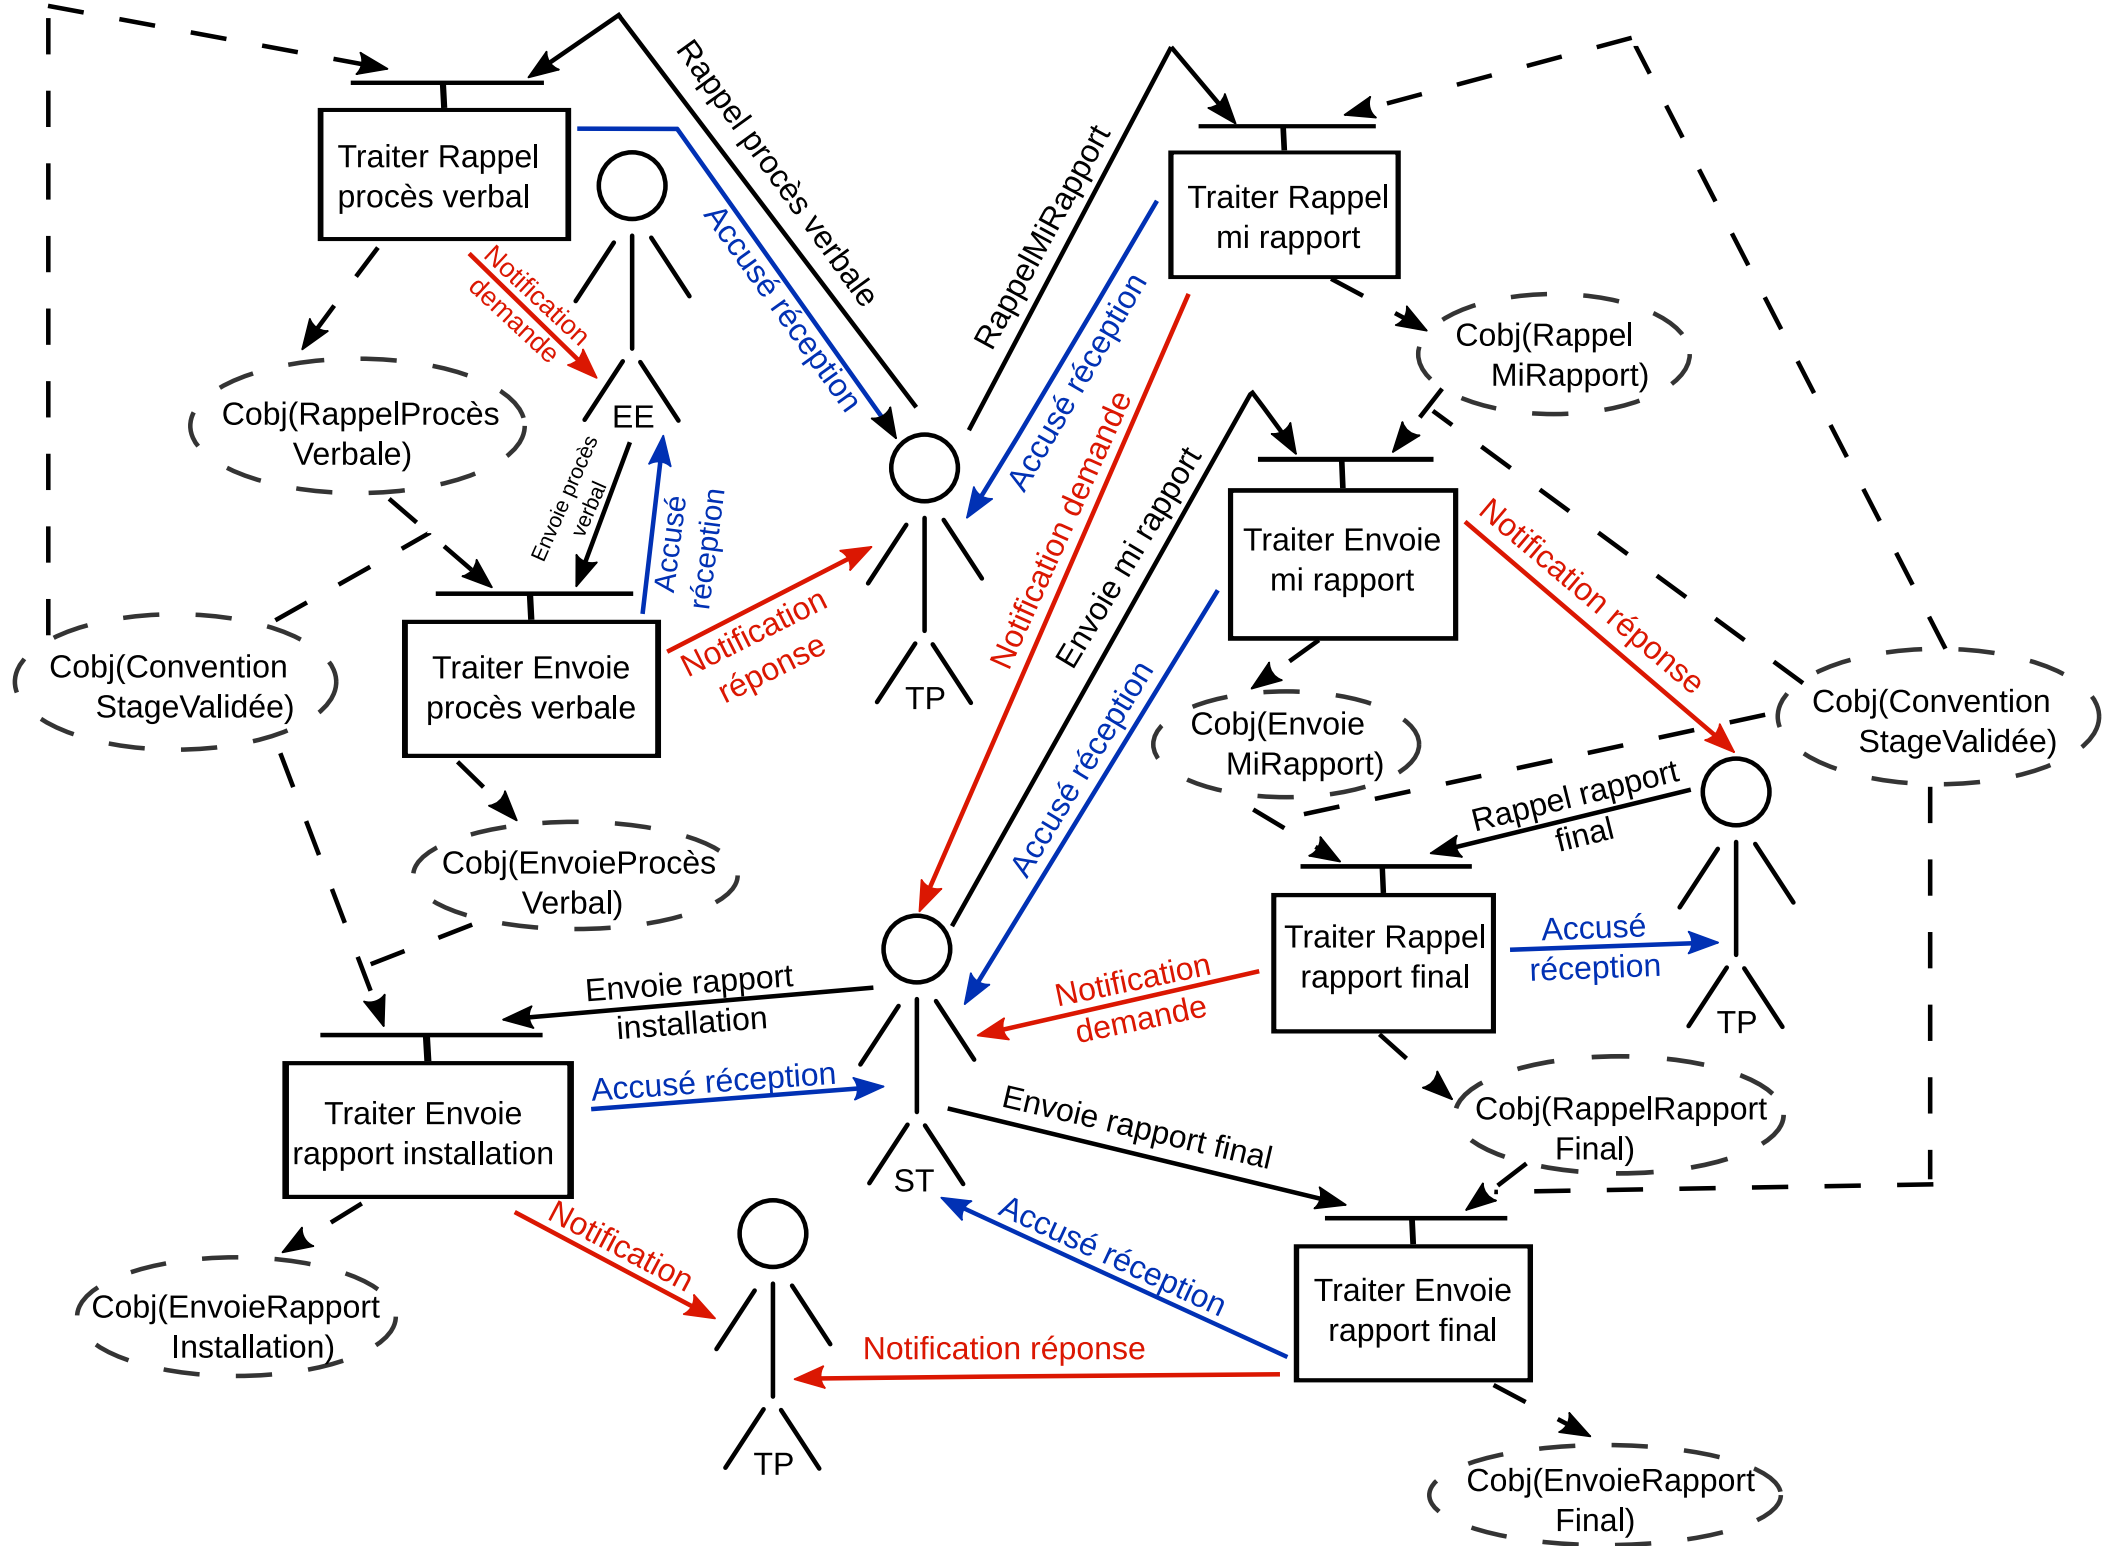 Rappel procès verbale
Traiter Rappel
procès verbal
Notification
demande
Accusé réception
EE
Cobj(RappelProcès
Verbale)
Envoie procès
verbal
Accusé
réception
Notification
réponse
TP
Cobj(Convention
StageValidée)
Traiter Envoie
procès verbale
Cobj(EnvoieProcès
Verbal)
RappelMiRapport
Traiter Rappel
mi rapport
Accusé réception
Notification demande
Cobj(Rappel
MiRapport)
Envoie mi rapport
Traiter Envoie
mi rapport
Notification réponse
Accusé réception
Cobj(Envoie
MiRapport)
Cobj(Convention
StageValidée)
Rappel rapport
final
Traiter Rappel
rapport final
Accusé
réception
TP
Notification
demande
Envoie rapport
installation
Accusé réception
Traiter Envoie
rapport installation
ST
Envoie rapport final
Cobj(RappelRapport
Final)
Accusé réception
Notification
Cobj(EnvoieRapport
Installation)
Traiter Envoie
rapport final
Notification réponse
TP
Cobj(EnvoieRapport
Final)